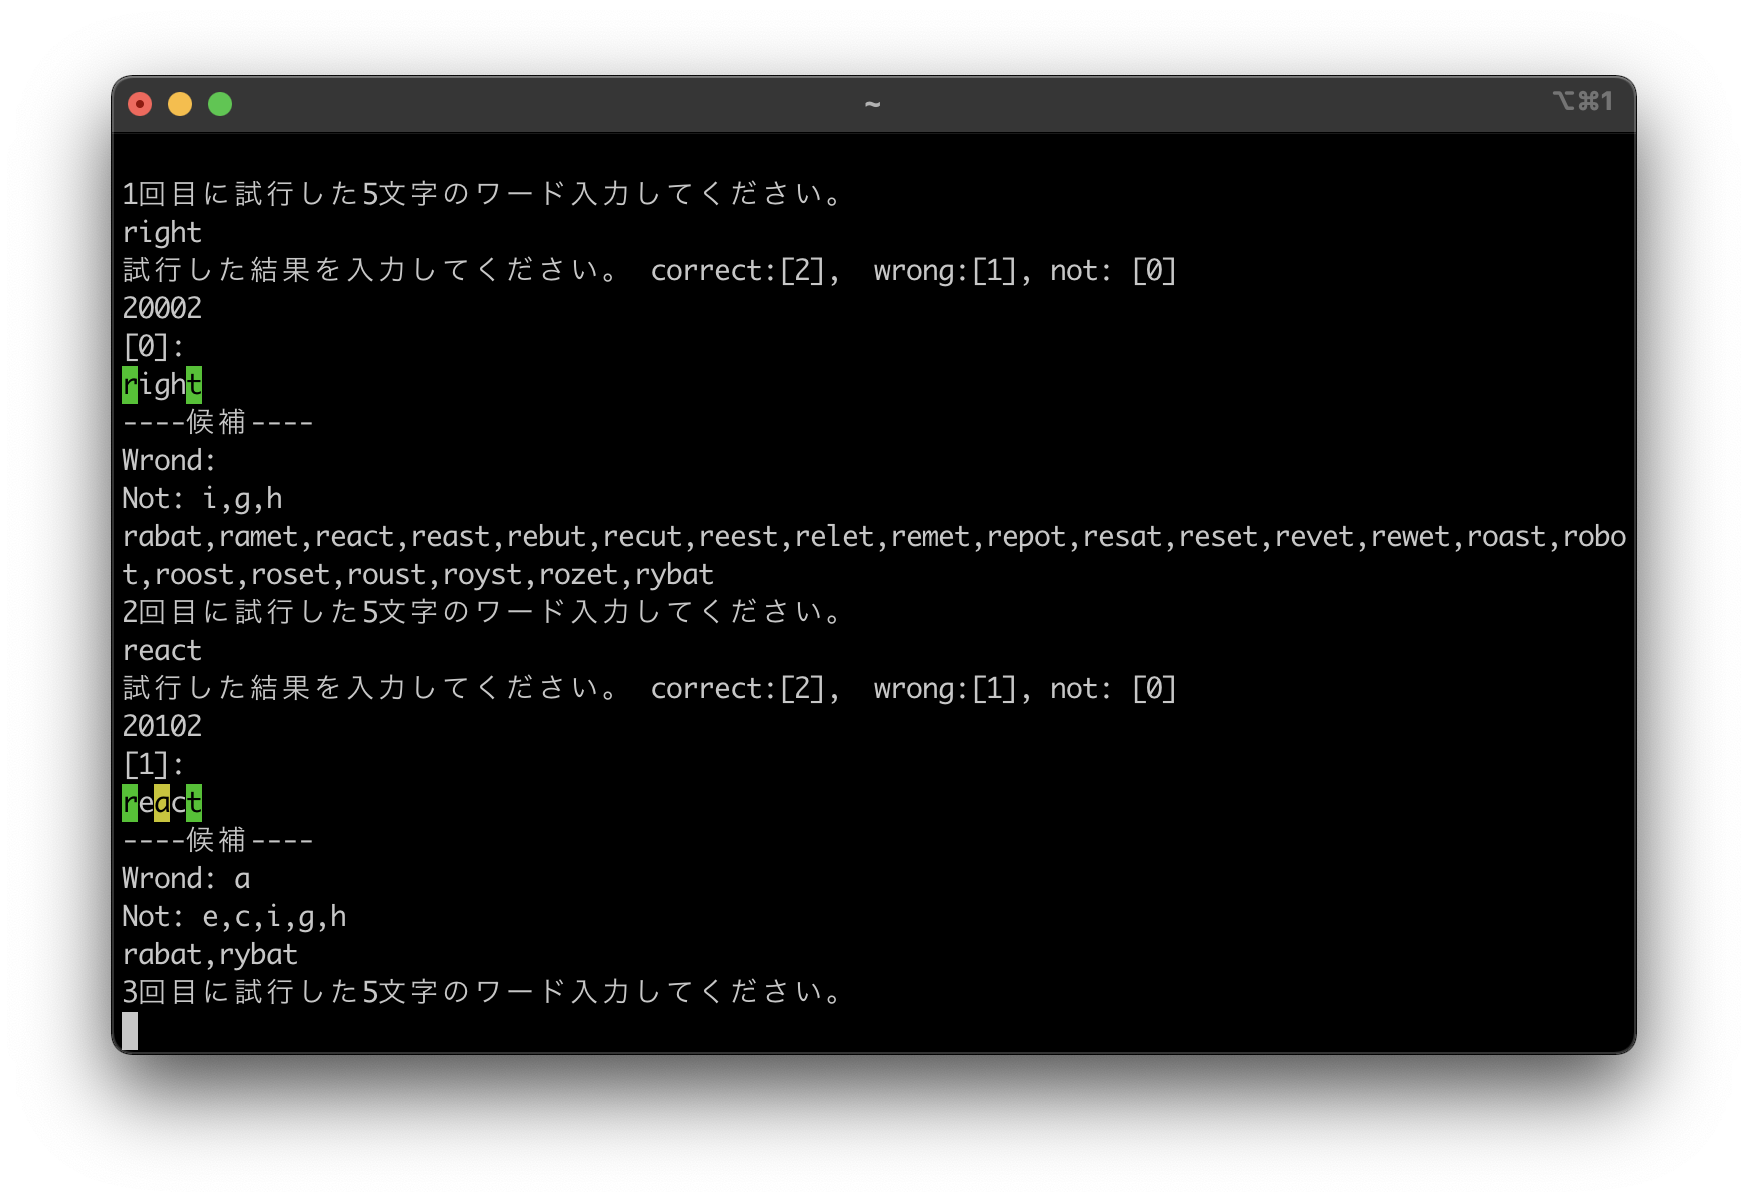 ~
⌥⌘1
1回目に試行した5文字のワード入力してください。
right
試行した結果を入力してください。 correct:[2],  wrong:[1], not: [0]
20002
[0]:
right
----候補----
Wrond:
Not: i,g,h
rabat,ramet,react,reast,rebut,recut,reest,relet,remet,repot,resat,reset,revet,rewet,roast,robo
t,roost,roset,roust,royst,rozet,rybat
2回目に試行した5文字のワード入力してください。
react
試行した結果を入力してください。 correct:[2],  wrong:[1], not: [0]
20102
[1]:
react
----候補----
Wrond: a
Not: e,c,i,g,h
rabat,rybat
3回目に試行した5文字のワード入力してください。